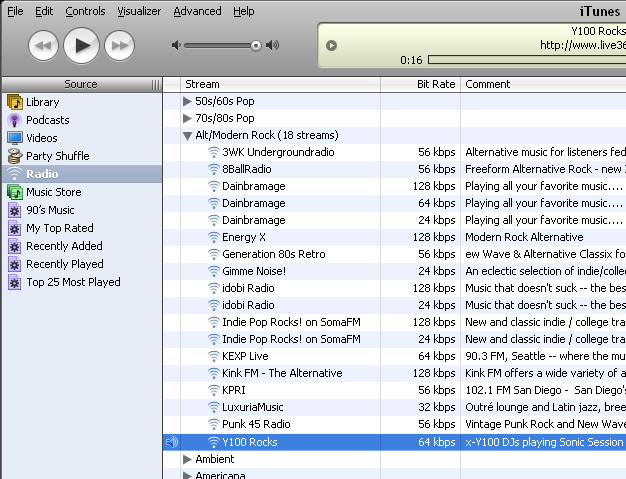 File Edit Controls Visualizer Advanced Help
iTunes
Y100 Rocks
http://www.live36
0:16
Source Stream Bit Rate Comment
Library
Podcasts
Videos
Party Shuffle
Radio
Music Store
90's Music
My Top Rated
Recently Added
Recently Played
Top 25 Most Played
50s/60s Pop
70s/80s Pop
Alt/Modern Rock (18 streams)
3WK Undergroundradio 56 kbps Alternative music for listeners fed
8BallRadio 56 kbps Freeform Alternative Rock - new
Dainbramage 128 kbps Playing all your favorite music....
Dainbramage 64 kbps Playing all your favorite music....
Dainbramage 24 kbps Playing all your favorite music....
Energy X 128 kbps Modern Rock Alternative
Generation 80s Retro 56 kbps ew Wave & Alternative Classix fo
Gimme Noise! 24 kbps An eclectic selection of indie/colle
idobi Radio 128 kbps Music that doesn't suck -- the bes
idobi Radio 24 kbps Music that doesn't suck -- the bes
Indie Pop Rocks! on SomaFM 128 kbps New and classic indie / college tra
Indie Pop Rocks! on SomaFM 24 kbps New and classic indie / college tra
KEXP Live 64 kbps 90.3 FM, Seattle -- where the mu
Kink FM - The Alternative 128 kbps Kink FM offers a wide variety of a
KPRI 56 kbps 102.1 FM San Diego - San Diego's
LuxuriaMusic 32 kbps Outré lounge and Latin jazz, bree
Punk 45 Radio 56 kbps Vintage Punk Rock and New Wave
Y100 Rocks 64 kbps x-Y100 DJs playing Sonic Session
Ambient
Americana